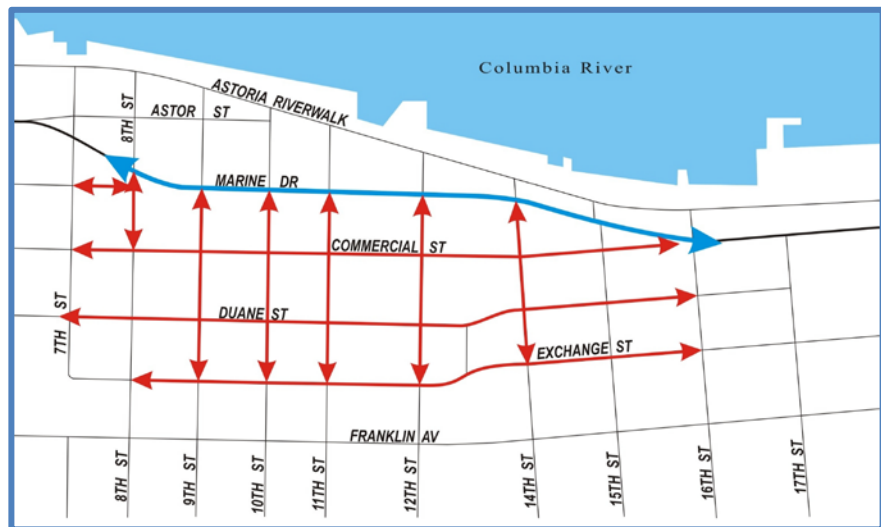 Columbia River
ASTORIA RIVERWALK
8TH ST
ASTOR ST
MARINE DR
COMMERCIAL ST
7TH ST
DUANE ST
EXCHANGE ST
FRANKLIN AV
8TH ST
9TH ST
10TH ST
11TH ST
12TH ST
14TH ST
15TH ST
16TH ST
17TH ST